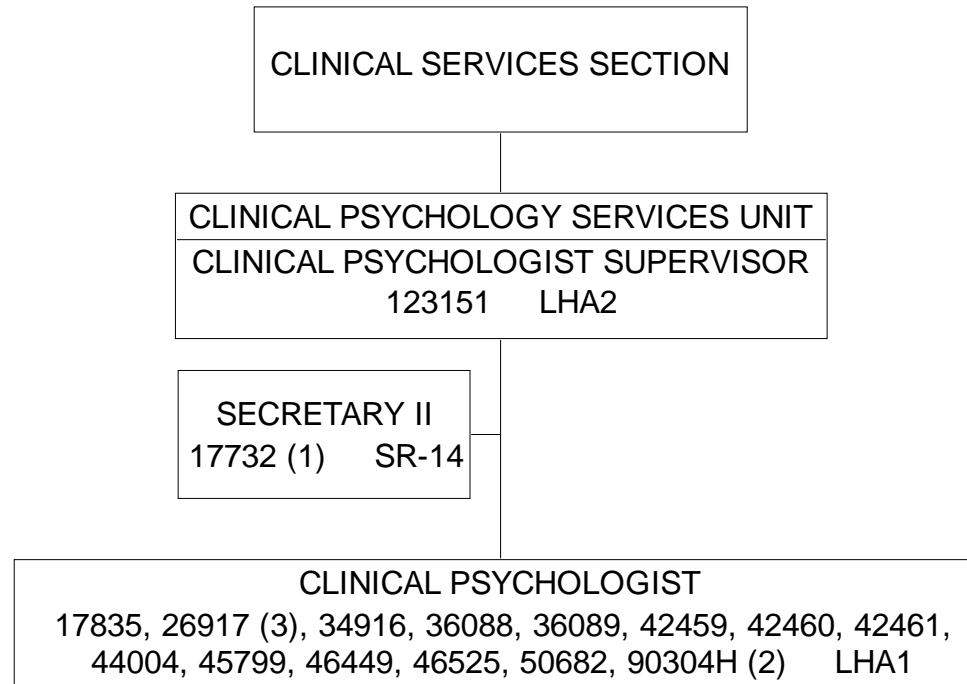 CLINICAL SERVICES SECTION
CLINICAL PSYCHOLOGY SERVICES UNIT
CLINICAL PSYCHOLOGIST SUPERVISOR
123151 LHA2
SECRETARY II
17732 (1) SR-14
CLINICAL PSYCHOLOGIST
17835, 26917 (3), 34916, 36088, 36089, 42459, 42460, 42461,
44004, 45799, 46449, 46525, 50682, 90304H (2) LHA1